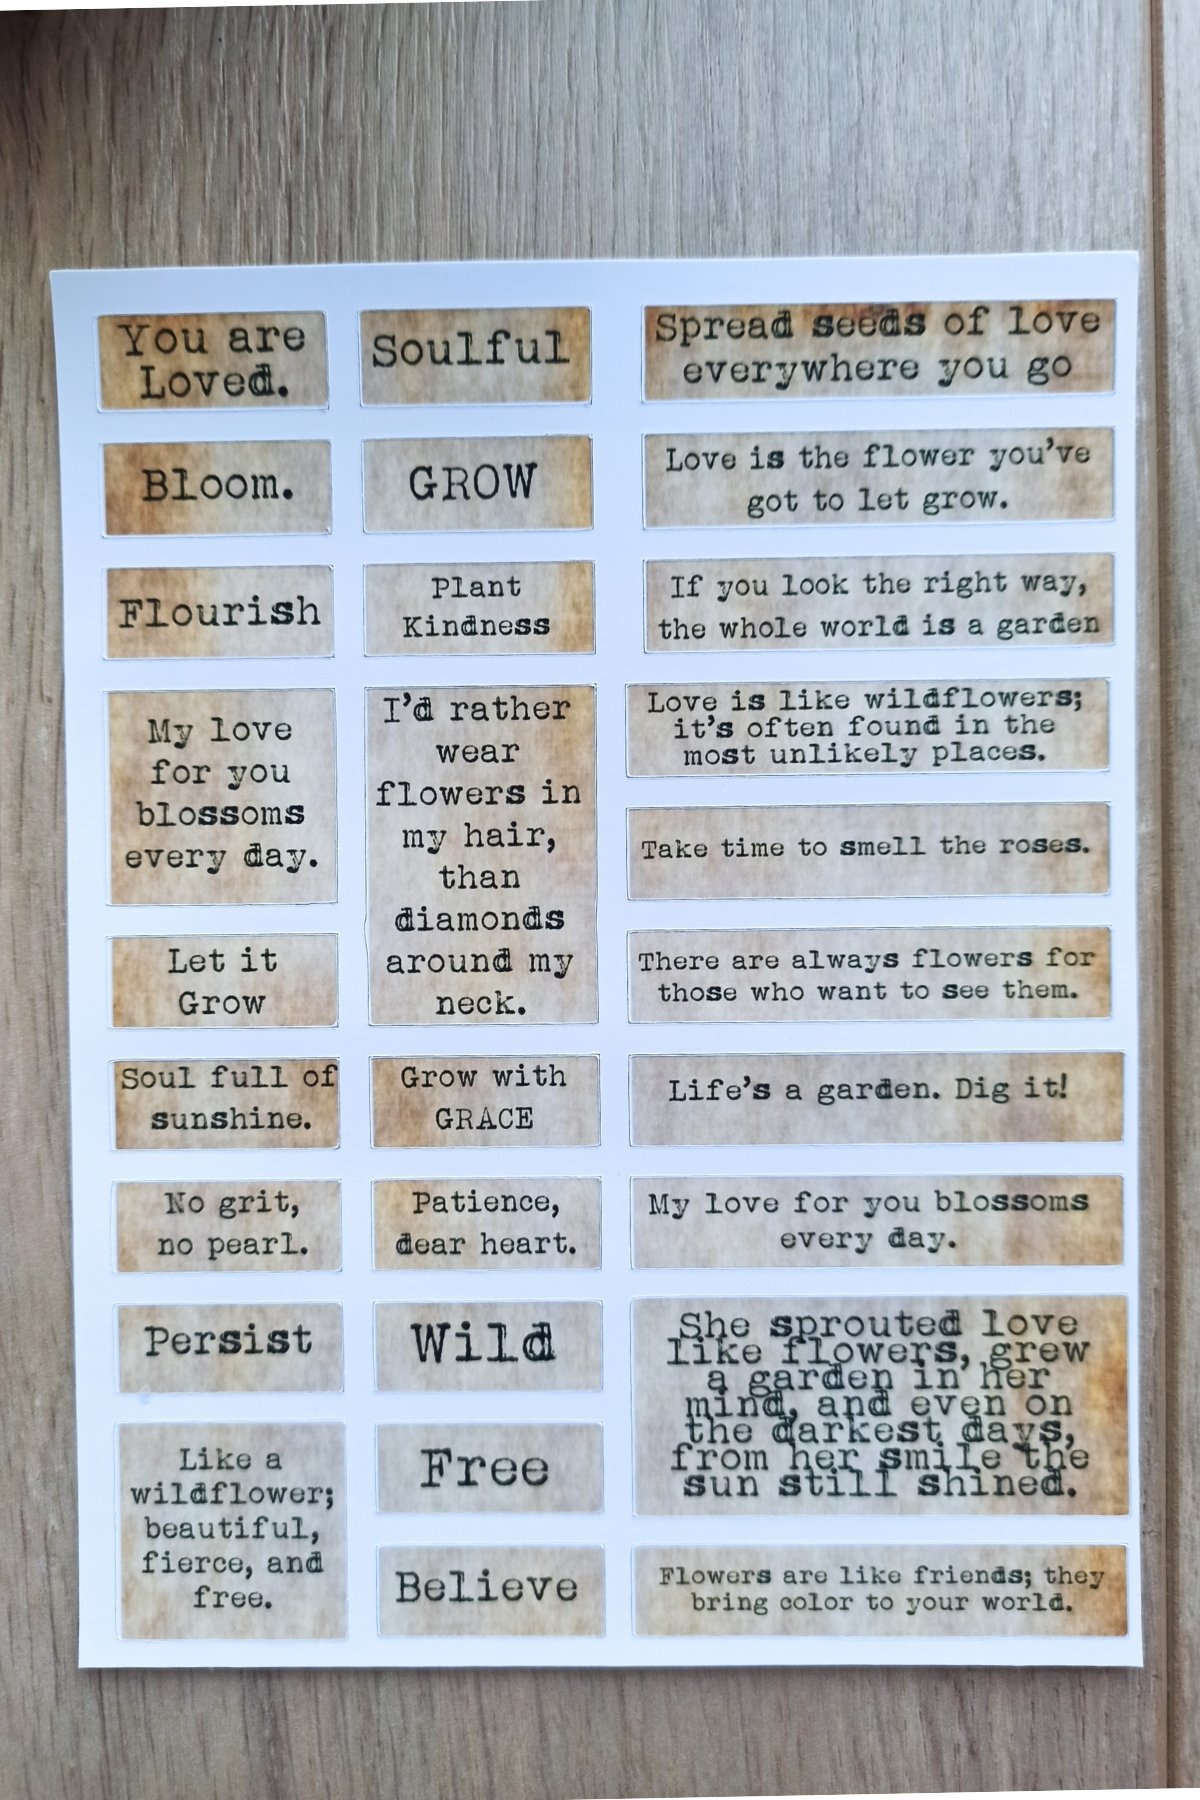 You are
Loved.
Bloom.
Flourish
My love
for you
blossoms
every day.
Let it
Grow
Soul full of
sunshine.
No grit,
no pearl.
Persist
Like a
wildflower;
beautiful,
fierce, and
free.
Soulful
GROW
Plant
Kindness
I'd rather
wear
flowers in
my hair,
than
diamonds
around my
neck.
Grow with
GRACE
Patience,
dear heart.
Wild
Free
Believe
Spread seeds of love
everywhere you go
Love is the flower you've
got to let grow.
If you look the right way,
the whole world is a garden
Love is like wildflowers;
it's often found in the
most unlikely places.
Take time to smell the roses.
There are always flowers for
those who want to see them.
Life's a garden. Dig it!
My love for you blossoms
every day.
She sprouted love
like flowers, grew
a garden in her
mind, and even on
the darkest days,
from her smile the
sun still shined.
Flowers are like friends; they
bring color to your world.